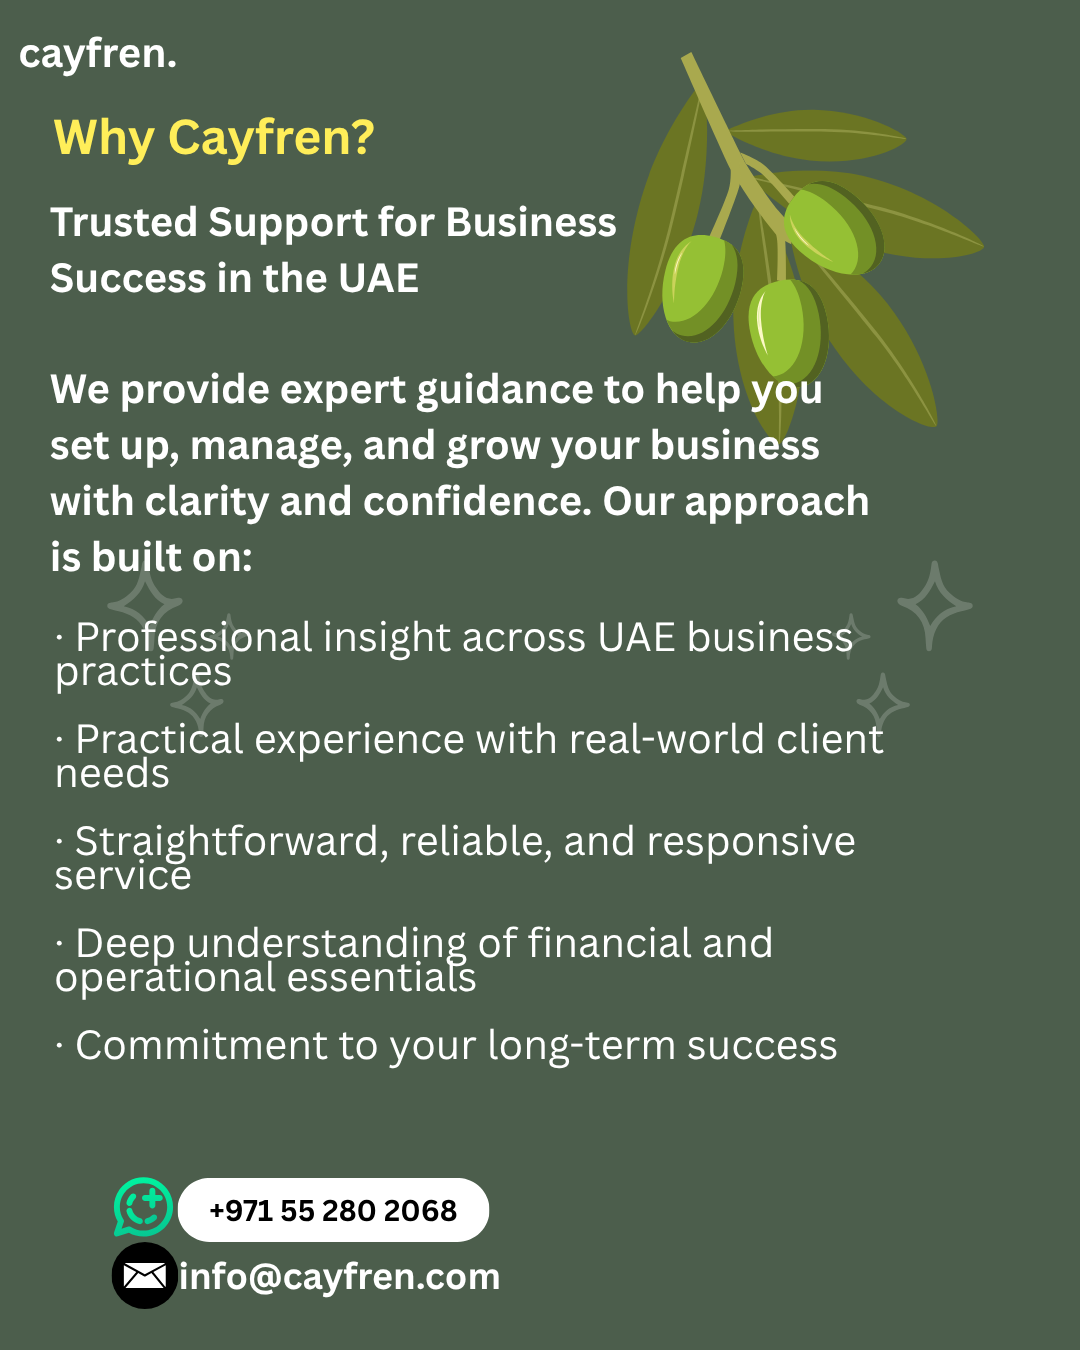 cayfren.
Why Cayfren?
Trusted Support for Business
Success in the UAE
We provide expert guidance to help you
set up, manage, and grow your business
with clarity and confidence. Our approach
is built on:
· Professional insight across UAE business
practices
· Practical experience with real-world client
needs
· Straightforward, reliable, and responsive
service
· Deep understanding of financial and
operational essentials
· Commitment to your long-term success
+971 55 280 2068
info@cayfren.com